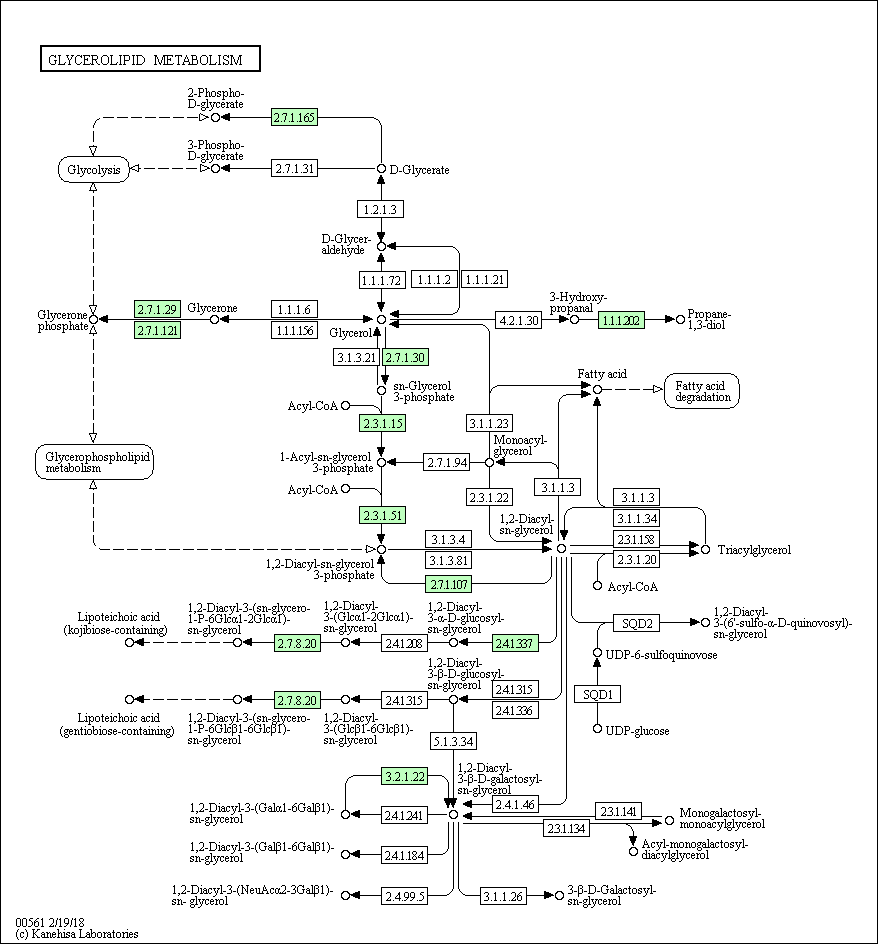 GLYCEROLIPID METABOLISM
2-Phospho-
D-glycerate
2.7.1.165
3-Phospho-
D-glycerate
Glycolysis
2.7.1.31
D-Glycerate
1.2.1.3
D-Glycer-
aldehyde
1.1.1.72
1.1.1.2
1.1.1.21
Glycerone
phosphate
2.7.1.29
2.7.1.121
Glycerone
1.1.1.6
1.1.1.156
Glycerol
4.2.1.30
3-Hydroxy-
propanal
1.1.1.202
Propane-
1,3-diol
3.1.3.21
2.7.1.30
sn-Glycerol
3-phosphate
Fatty acid
Fatty acid
degradation
Acyl-CoA
2.3.1.15
3.1.1.23
Monoacyl-
glycerol
1-Acyl-sn-glycerol
3-phosphate
2.7.1.94
Glycerophospholipid
metabolism
Acyl-CoA
2.3.1.22
3.1.1.3
3.1.1.3
2.3.1.51
1,2-Diacyl-
sn-glycerol
3.1.1.34
3.1.3.4
2.3.1.158
Triacylglycerol
1,2-Diacyl-sn-glycerol
3-phosphate
3.1.3.81
2.3.1.20
2.7.1.107
Acyl-CoA
Lipoteichoic acid
(kojibiose-containing)
1,2-Diacyl-3-(sn-glycero-
1-P-6Glcα1-2Glcα1)-
sn-glycerol
2.7.8.20
1,2-Diacyl-
3-(Glcα1-2Glcα1)-
sn-glycerol
2.4.1.208
1,2-Diacyl-
3-α-D-glucosyl-
sn-glycerol
2.4.1.337
SQD2
1,2-Diacyl-
3-(6'-sulfo-α-D-quinovosyl)-
sn-glycerol
UDP-6-sulfoquinovose
1,2-Diacyl-
3-β-D-glucosyl-
sn-glycerol
2.7.8.20
2.4.1.315
2.4.1.315
2.4.1.336
SQD1
Lipoteichoic acid
(gentiobiose-containing)
1,2-Diacyl-3-(sn-glycero-
1-P-6Glcβ1-6Glcβ1)-
sn-glycerol
1,2-Diacyl-
3-(Glcβ1-6Glcβ1)-
sn-glycerol
UDP-glucose
5.1.3.34
3.2.1.22
1,2-Diacyl-
3-β-D-galactosyl-
sn-glycerol
2.4.1.46
1,2-Diacyl-3-(Galα1-6Galβ1)-
sn-glycerol
2.4.1.241
2.3.1.141
2.3.1.134
Monogalactosyl-
monoacylglycerol
1,2-Diacyl-3-(Galβ1-6Galβ1)-
sn-glycerol
2.4.1.184
Acyl-monogalactosyl-
diacylglycerol
1,2-Diacyl-3-(NeuAcα2-3Galβ1)-
sn- glycerol
2.4.99.5
3.1.1.26
3-β-D-Galactosyl-
sn-glycerol
00561 2/19/18
(c) Kanehisa Laboratories